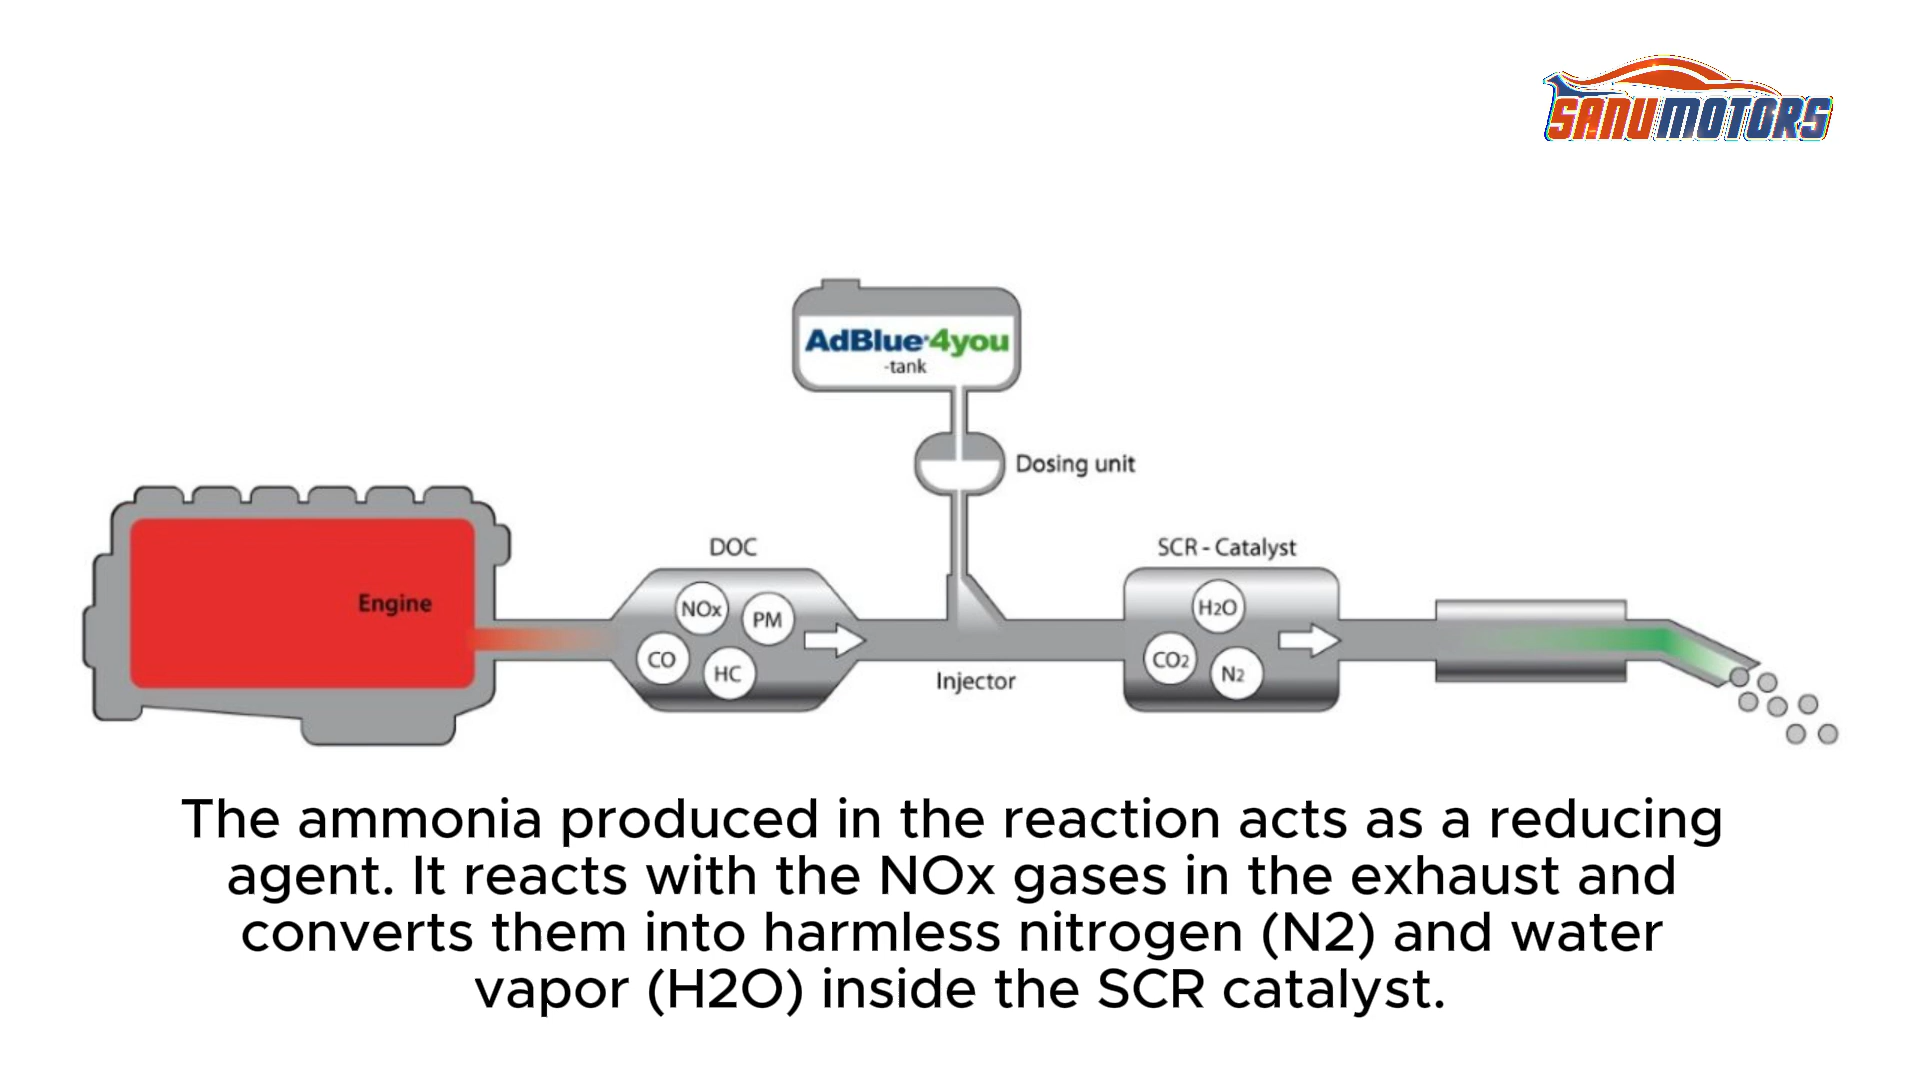 SANUMOTORS
AdBlue®4you
-tank
Dosing unit
DOC
SCR - Catalyst
Engine
NOx
PM
CO
HC
H2O
CO2
N2
Injector
The ammonia produced in the reaction acts as a reducing
agent. It reacts with the NOx gases in the exhaust and
converts them into harmless nitrogen (N2) and water
vapor (H2O) inside the SCR catalyst.